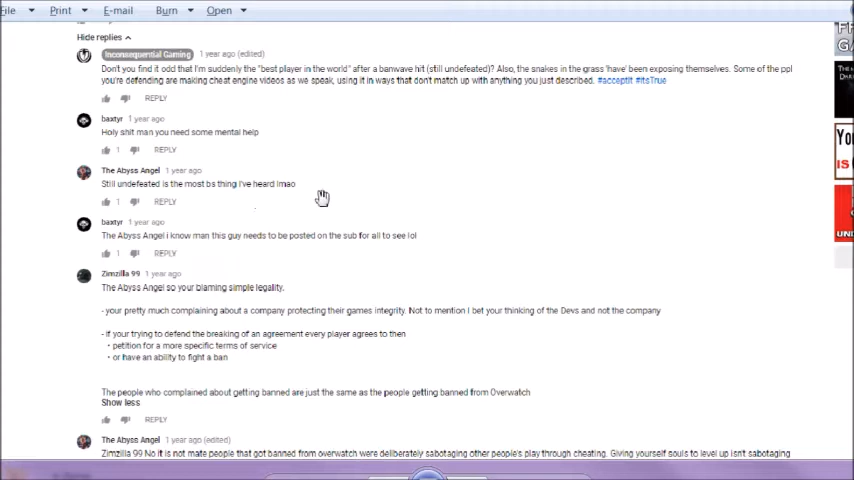 File Print E-mail Burn Open
Hide replies
Inconsequential Gaming 1 year ago (edited)
Don't you find it odd that I'm suddenly the "best player in the world" after a banwave hit (still undefeated)? Also, the snakes in the grass 'have' been exposing themselves. Some of the ppl
you're defending are making cheat engine videos as we speak, using it in ways that don't match up with anything you just described. #acceptIt #ItsTrue
REPLY
baxtyr 1 year ago
Holy shit man you need some mental help
1 REPLY
The Abyss Angel 1 year ago
Still undefeated is the most bs thing I've heard lmao
1 REPLY
baxtyr 1 year ago
The Abyss Angel i know man this guy needs to be posted on the sub for all to see lol
1 REPLY
Zimzilla 99 1 year ago
The Abyss Angel so your blaming simple legality.
- your pretty much complaining about a company protecting their games integrity. Not to mention I bet your thinking of the Devs and not the company
- if your trying to defend the breaking of an agreement every player agrees to then
• petition for a more specific terms of service
• or have an ability to fight a ban
The people who complained about getting banned are just the same as the people getting banned from Overwatch
Show less
REPLY
The Abyss Angel 1 year ago (edited)
Zimzilla 99 No it is not mate people that got banned from overwatch were deliberately sabotaging other people's play through cheating. Giving yourself souls to level up isn't sabotaging